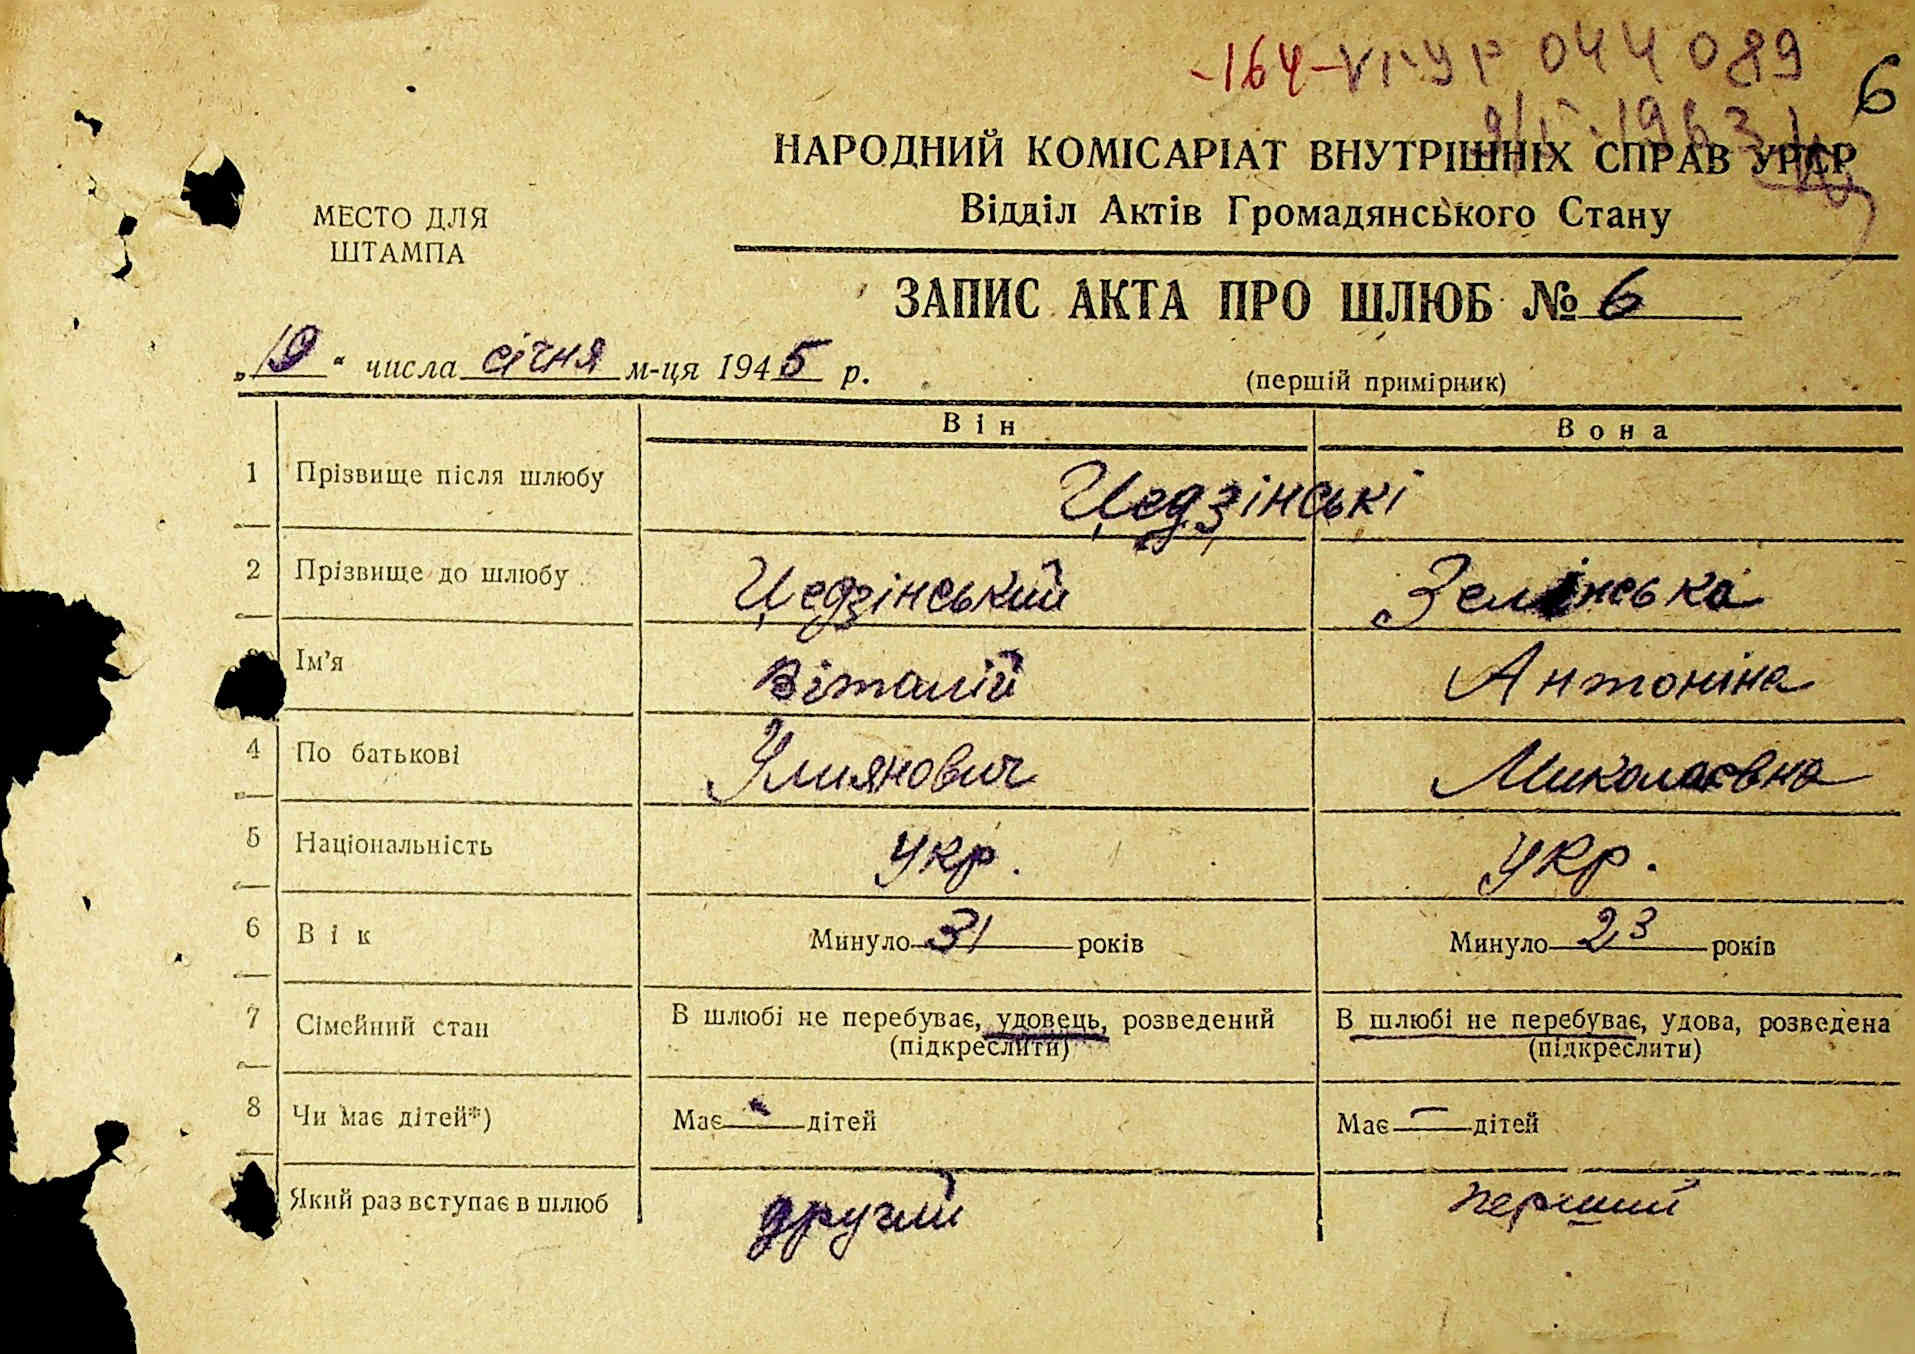 -164- VI-УР 044089
6
НАРОДНИЙ КОМІСАРІАТ ВНУТРІШНІХ СПРАВ УРСР
Відділ Актів Громадянського Стану
МЕСТО ДЛЯ
ШТАМПА
ЗАПИС АКТА ПРО ШЛЮБ № 6
„19“ числа січня м-ця 1945 р.
(першій примірник)
Він Вона
1 Прізвище після шлюбу Цедзінські
2 Прізвище до шлюбу Цедзінський Зелінська
Ім’я Віталій Антоніна
4 По батькові Улиянович Миколаєвна
5 Національність укр. укр.
6 Вік Минуло 31 років Минуло 23 років
7 Сімейний стан В шлюбі не перебуває, удовець, розведений В шлюбі не перебуває, удова, розведена
(підкреслити) (підкреслити)
8 Чи має дітей*) Має - дітей Має - дітей
Який раз вступає в шлюб другий перший